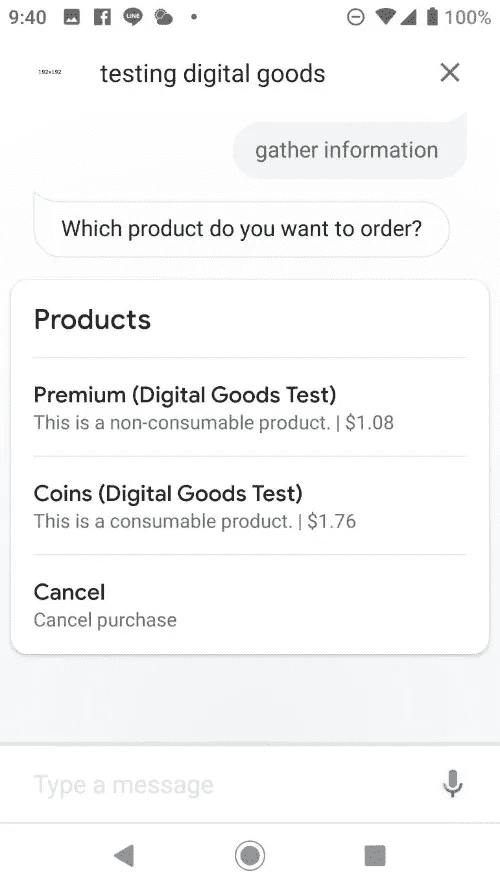 9:40 LINE 100%
192x192 testing digital goods
gather information
Which product do you want to order?
Products
Premium (Digital Goods Test)
This is a non-consumable product. | $1.08
Coins (Digital Goods Test)
This is a consumable product. | $1.76
Cancel
Cancel purchase
Type a message